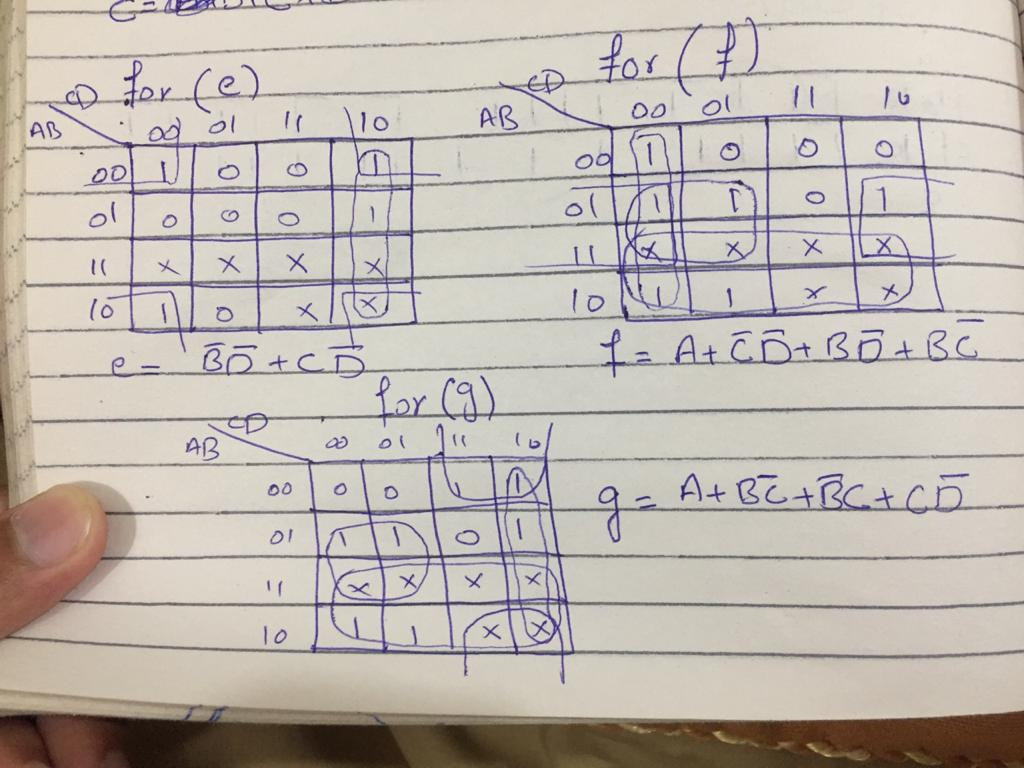 for (e)
CD
AB
00 01 11 10
00 1 0 0 1
01 0 0 0 1
11 x x x x
10 1 0 x x
e = B̅D̅ + CD̅
for (f)
CD
AB
00 01 11 10
00 1 0 0 0
01 1 1 0 1
11 x x x x
10 1 1 x x
f = A + C̅D̅ + BD̅ + BC̅
for (g)
CD
AB
00 01 11 10
00 0 0 1 1
01 1 1 0 1
11 x x x x
10 1 1 x x
g = A + BC̅ + B̅C + CD̅